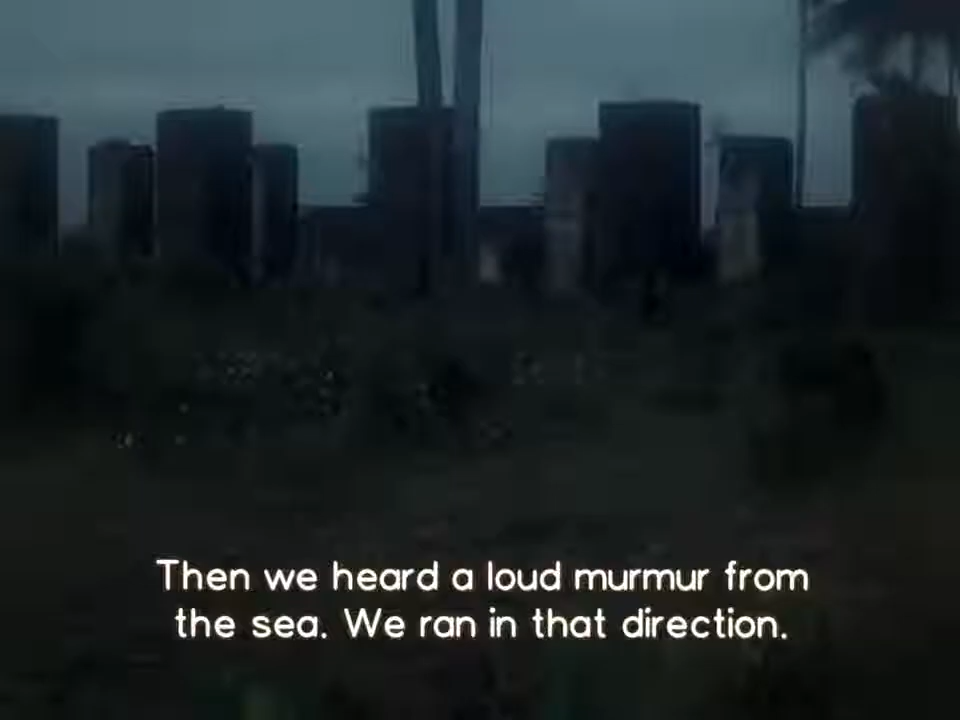 Then we heard a loud murmur from
the sea. We ran in that direction.